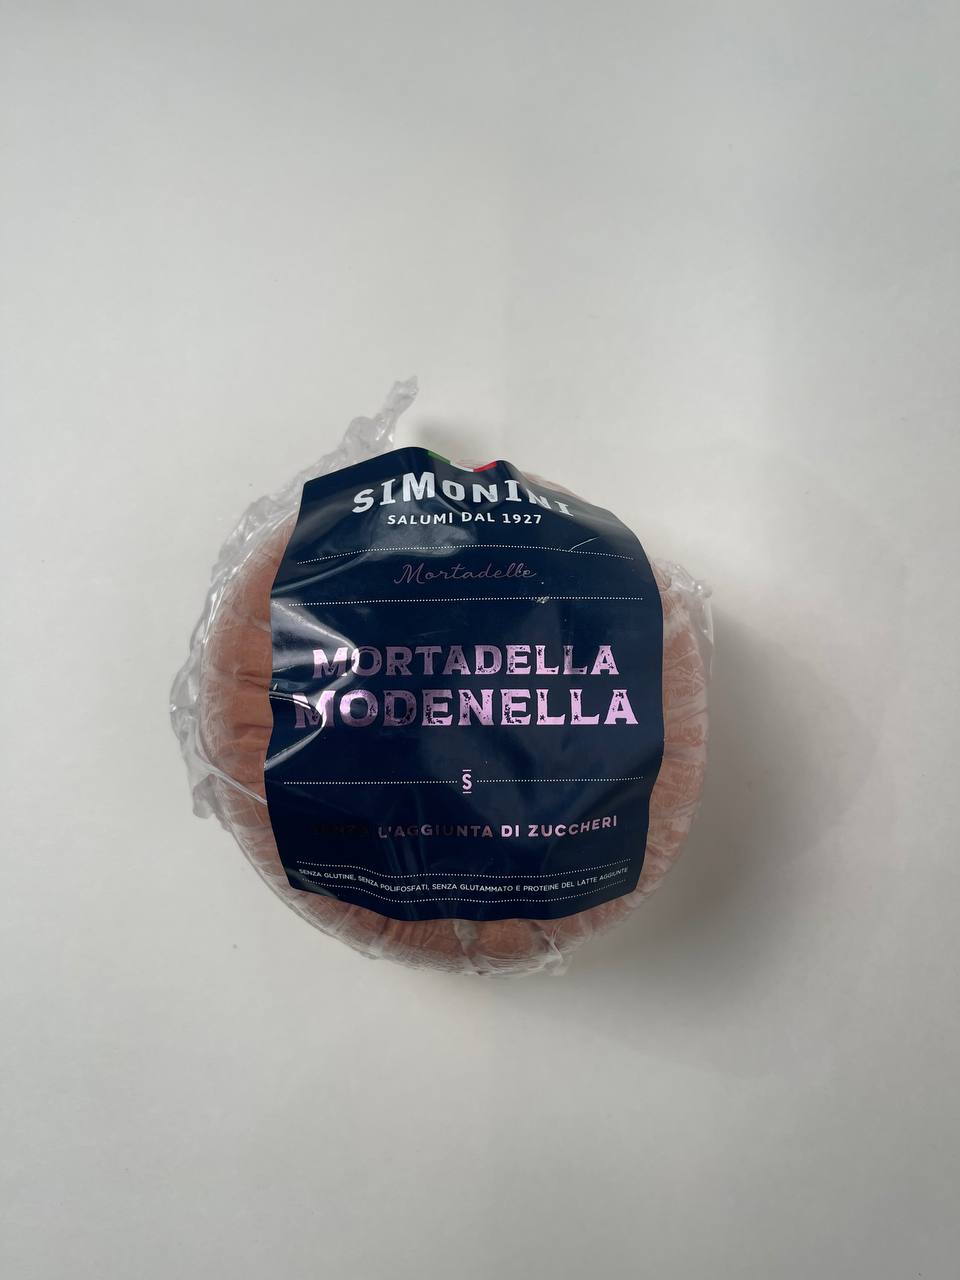 SIMONINI
SALUMI DAL 1927
Mortadelle
MORTADELLA
MODENELLA
S
SENZA L'AGGIUNTA DI ZUCCHERI
SENZA GLUTINE, SENZA POLIFOSFATI, SENZA GLUTAMMATO E PROTEINE DEL LATTE AGGIUNTE